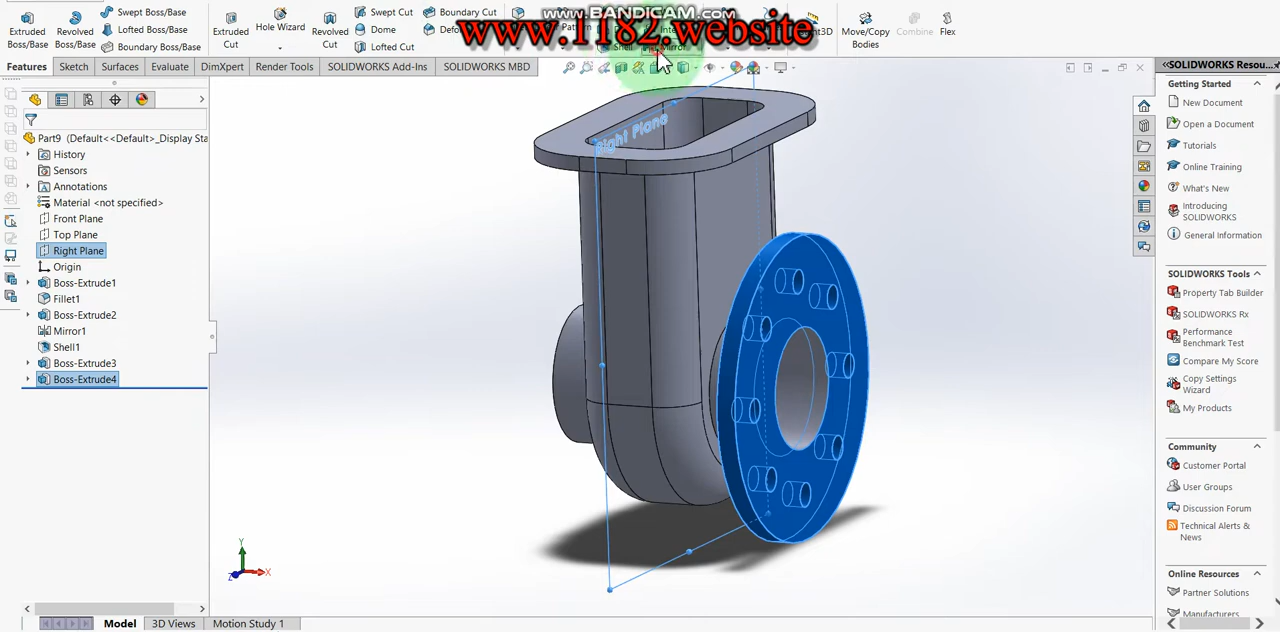 www.BANDICAM.com
www.1182.website
Extruded Boss/Base
Revolved Boss/Base
Swept Boss/Base
Lofted Boss/Base
Boundary Boss/Base
Extruded Cut
Hole Wizard
Revolved Cut
Swept Cut
Lofted Cut
Boundary Cut
Shell
Mirror
Move/Copy Bodies
Combine
Flex
Features
Sketch
Surfaces
Evaluate
DimXpert
Render Tools
SOLIDWORKS Add-Ins
SOLIDWORKS MBD
Part9 (Default<<Default>_Display Sta
History
Sensors
Annotations
Material <not specified>
Front Plane
Top Plane
Right Plane
Origin
Boss-Extrude1
Fillet1
Boss-Extrude2
Mirror1
Shell1
Boss-Extrude3
Boss-Extrude4
Right Plane
Y
X
Z
SOLIDWORKS Resou...
Getting Started
New Document
Open a Document
Tutorials
Online Training
What's New
Introducing
SOLIDWORKS
General Information
SOLIDWORKS Tools
Property Tab Builder
SOLIDWORKS Rx
Performance
Benchmark Test
Compare My Score
Copy Settings
Wizard
My Products
Community
Customer Portal
User Groups
Discussion Forum
Technical Alerts &
News
Online Resources
Partner Solutions
Manufacturers
Model
3D Views
Motion Study 1